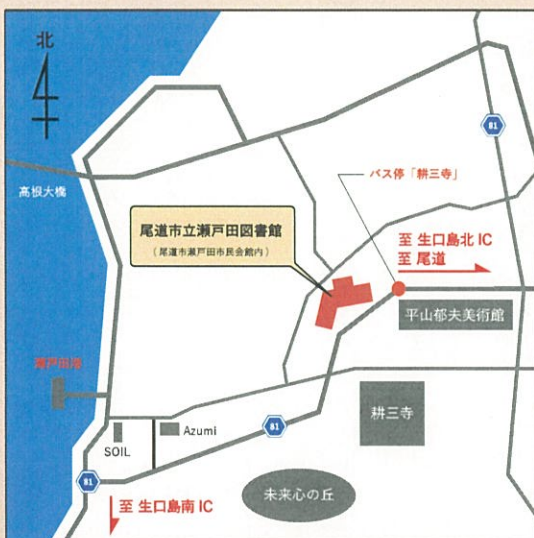 北
81
高根大橋
バス停「耕三寺」
尾道市立瀬戸田図書館
(尾道市瀬戸田市民会館内)
至 生口島北 IC
至 尾道
平山郁夫美術館
瀬戸田港
耕三寺
Azumi
81
SOIL
81
至 生口島南 IC
未来心の丘